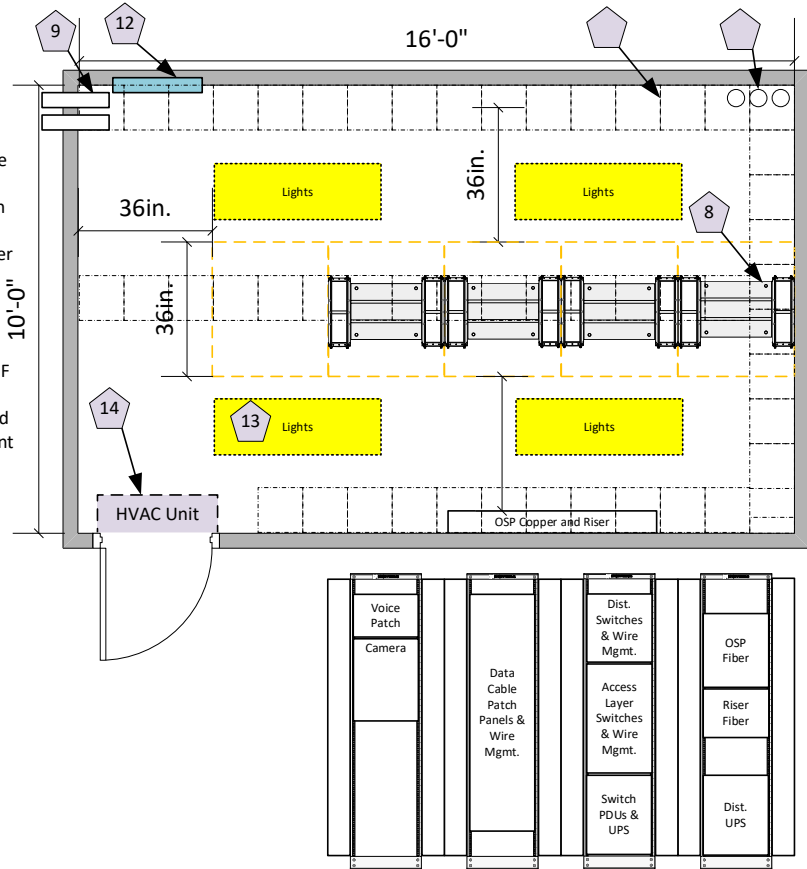 9
12
16'-0"
e
n
er
F
d
nt
10'-0"
36in.
36in.
36in.
Lights
Lights
8
14
13
Lights
Lights
HVAC Unit
OSP Copper and Riser
Voice
Patch
Camera
Data
Cable
Patch
Panels &
Wire
Mgmt.
Dist.
Switches
& Wire
Mgmt.
Access
Layer
Switches
& Wire
Mgmt.
Switch
PDUs &
UPS
OSP
Fiber
Riser
Fiber
Dist.
UPS